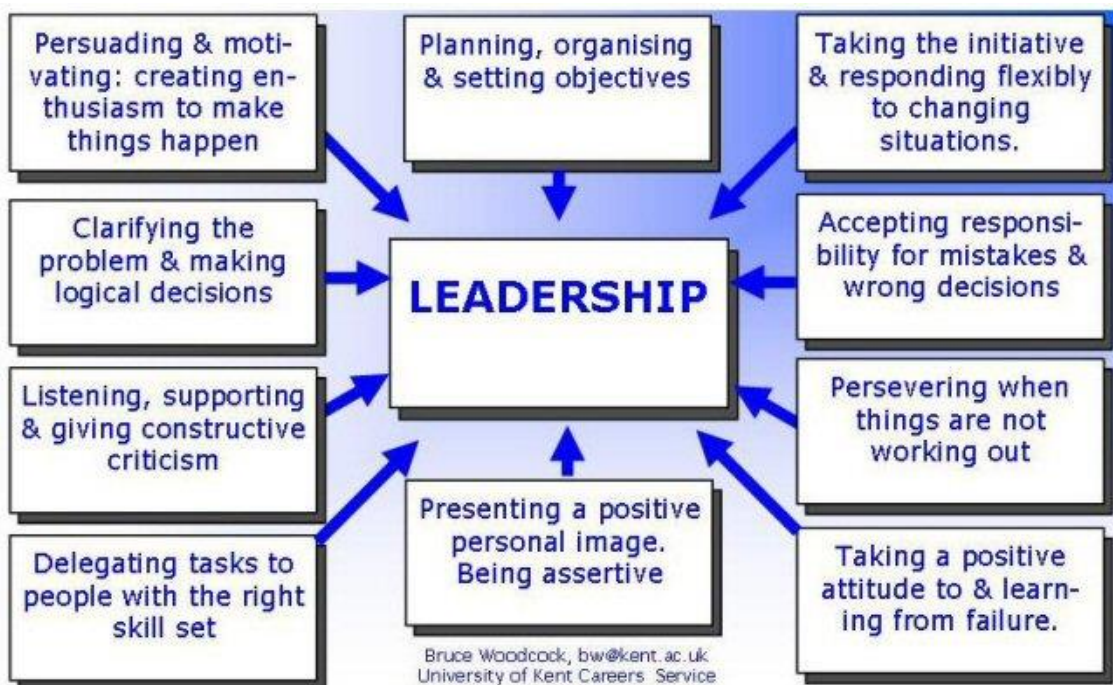 Persuading & moti-
vating: creating en-
thusiasm to make
things happen
Planning, organising
& setting objectives
Taking the initiative
& responding flexibly
to changing
situations.
Clarifying the
problem & making
logical decisions
LEADERSHIP
Accepting responsi-
bility for mistakes &
wrong decisions
Listening, supporting
& giving constructive
criticism
Persevering when
things are not
working out
Delegating tasks to
people with the right
skill set
Presenting a positive
personal image.
Being assertive
Taking a positive
attitude to & learn-
ing from failure.
Bruce Woodcock, bw@kent.ac.uk
University of Kent Careers Service